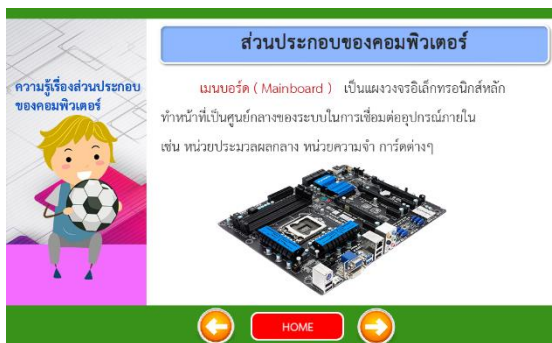 ส่วนประกอบของคอมพิวเตอร์
ความรู้เรื่องส่วนประกอบ
ของคอมพิวเตอร์
เมนบอร์ด ( Mainboard ) เป็นแผงวงจรอิเล็กทรอนิกส์หลัก
ทำหน้าที่เป็นศูนย์กลางของระบบในการเชื่อมต่ออุปกรณ์ภายใน
เช่น หน่วยประมวลผลกลาง หน่วยความจำ การ์ดต่างๆ
HOME